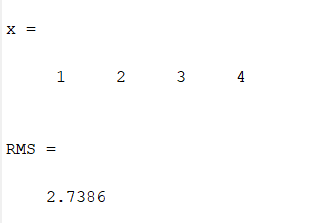 x =
1 2 3 4
RMS =
2.7386